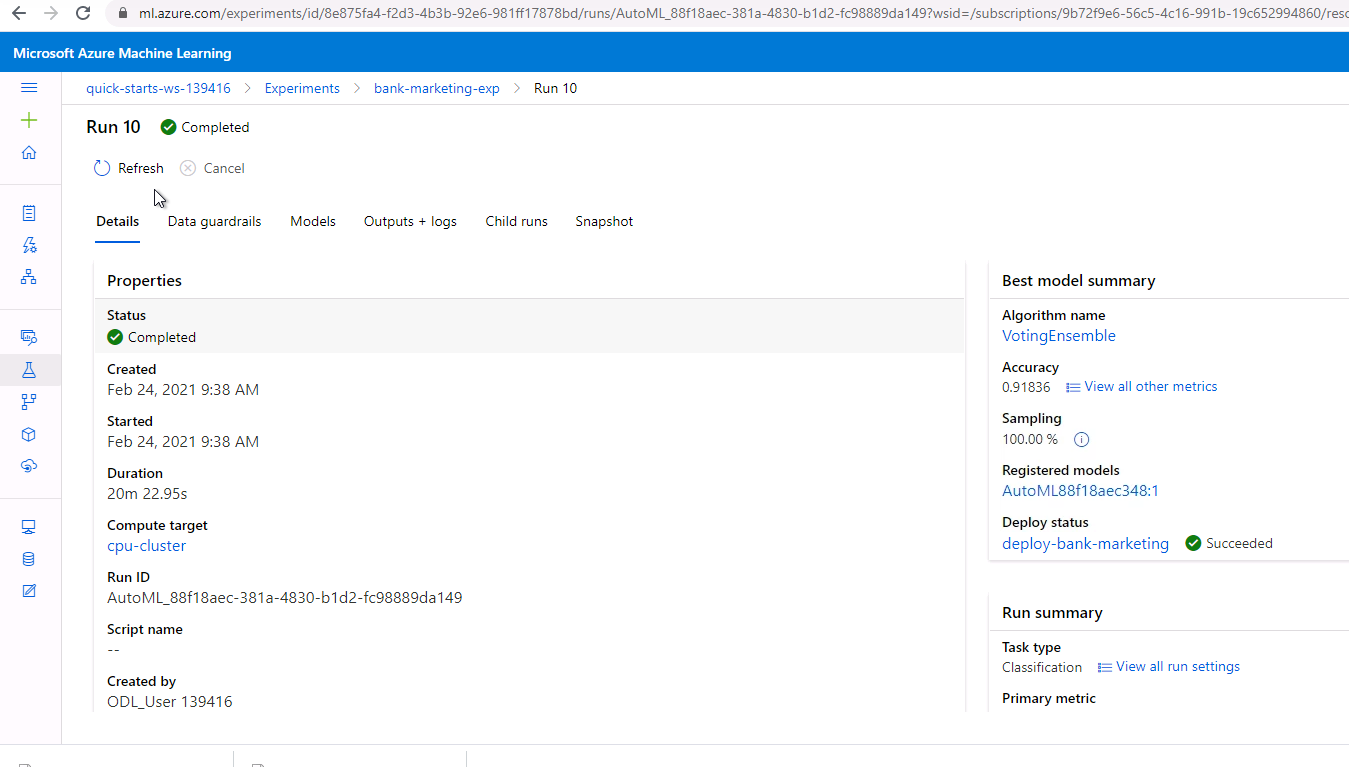 ml.azure.com/experiments/id/8e875fa4-f2d3-4b3b-92e6-981ff17878bd/runs/AutoML_88f18aec-381a-4830-b1d2-fc98889da149?wsid=/subscriptions/9b72f9e6-56c5-4c16-991b-19c652994860/resc
Microsoft Azure Machine Learning
quick-starts-ws-139416 > Experiments > bank-marketing-exp > Run 10
Run 10 Completed
Refresh Cancel
Details Data guardrails Models Outputs + logs Child runs Snapshot
Properties
Status
Completed
Created
Feb 24, 2021 9:38 AM
Started
Feb 24, 2021 9:38 AM
Duration
20m 22.95s
Compute target
cpu-cluster
Run ID
AutoML_88f18aec-381a-4830-b1d2-fc98889da149
Script name
--
Created by
ODL_User 139416
Best model summary
Algorithm name
VotingEnsemble
Accuracy
0.91836 View all other metrics
Sampling
100.00 %
Registered models
AutoML88f18aec348:1
Deploy status
deploy-bank-marketing Succeeded
Run summary
Task type
Classification View all run settings
Primary metric